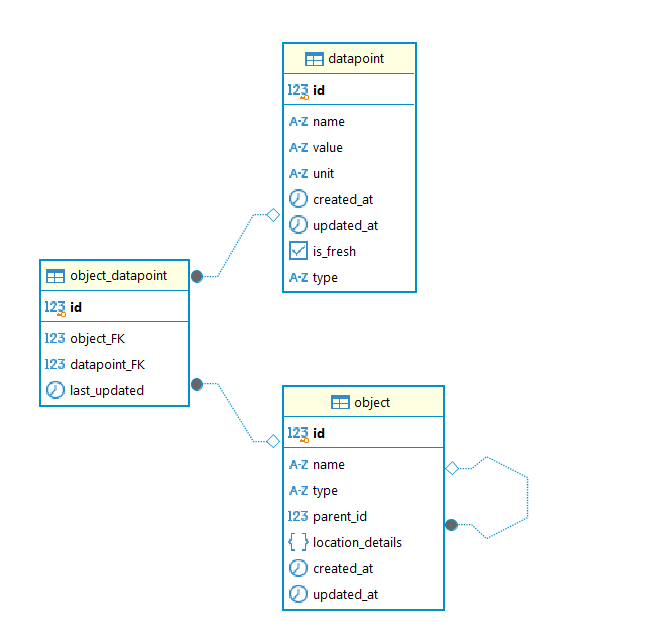 datapoint
123 id
A-Z name
A-Z value
A-Z unit
created_at
updated_at
is_fresh
A-Z type
object_datapoint
123 id
123 object_FK
123 datapoint_FK
last_updated
object
123 id
A-Z name
A-Z type
123 parent_id
{ } location_details
created_at
updated_at